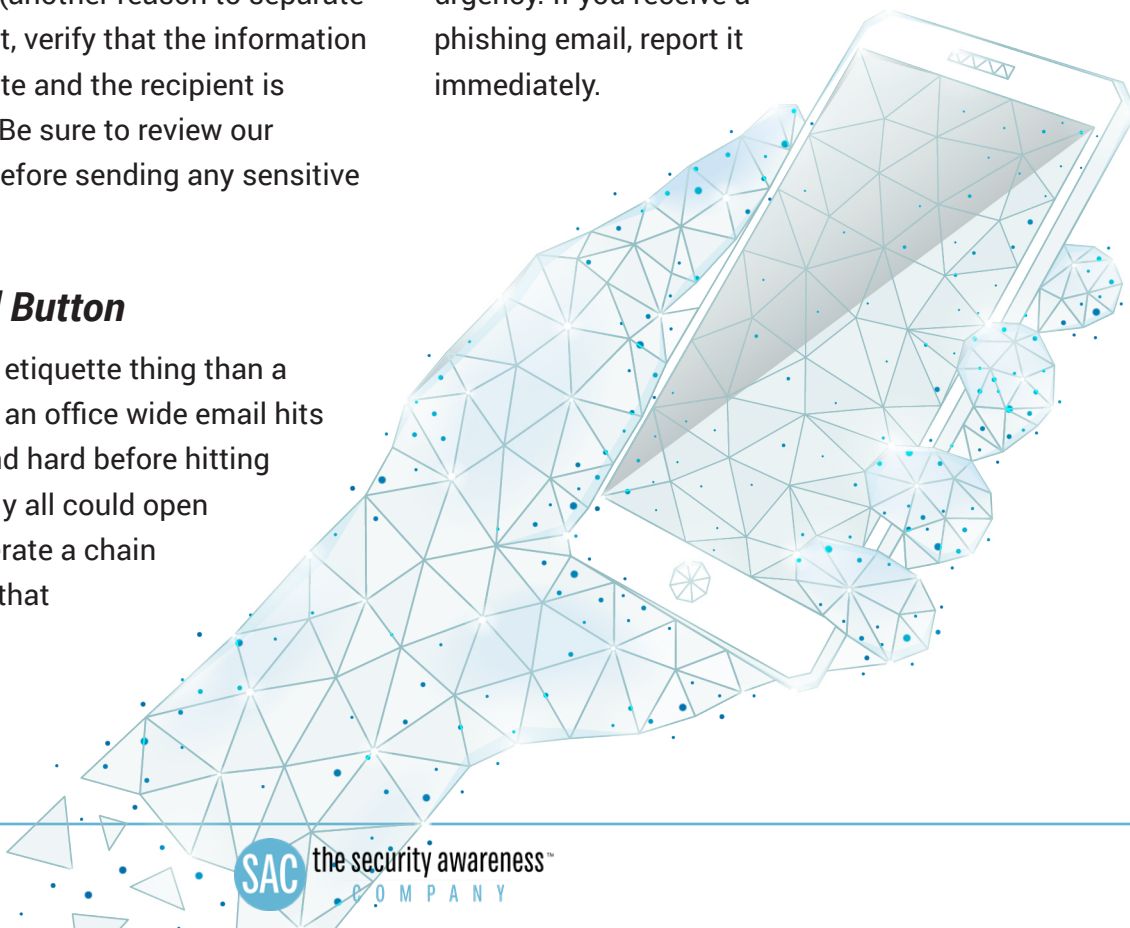 (another reason to separate
t, verify that the information
te and the recipient is
Be sure to review our
efore sending any sensitive
Button
etiquette thing than a
an office wide email hits
d hard before hitting
y all could open
rate a chain
that
urgency. If you receive a
phishing email, report it
immediately.
SAC the security awareness™
COMPANY